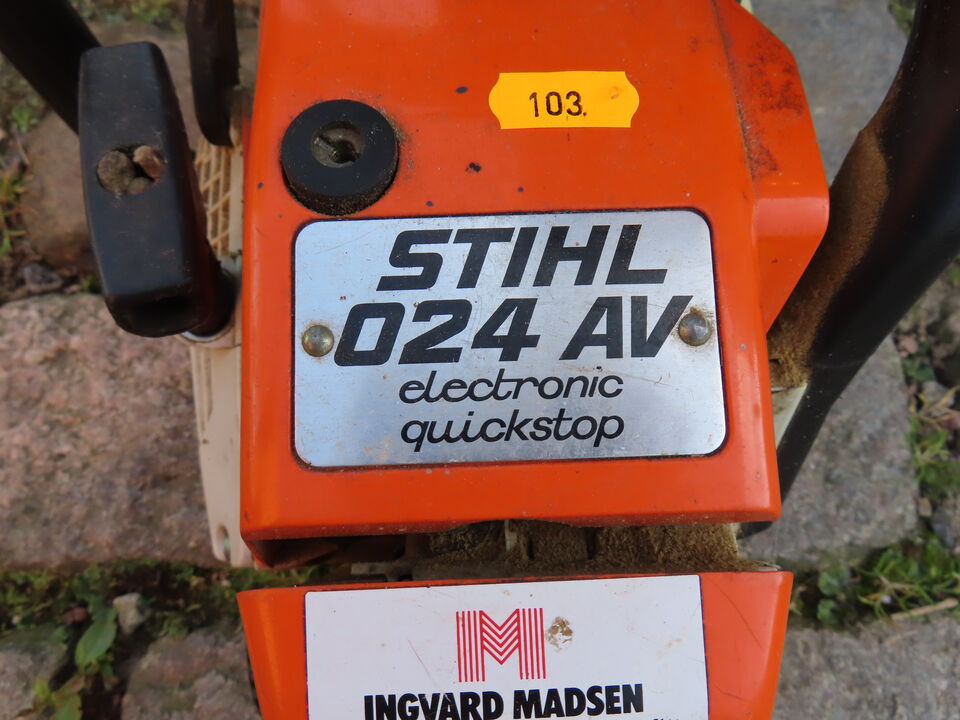 103.
STIHL
024 AV
electronic
quickstop
M
INGVARD MADSEN